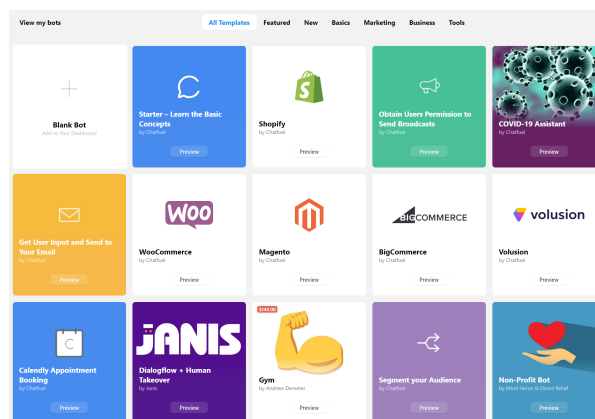 View my bots
All Templates
Featured
New
Basics
Marketing
Business
Tools
Blank Bot
Add to Your Dashboard
Starter – Learn the Basic
Concepts
by Chatfuel
Preview
S
Shopify
by Chatfuel
Preview
Obtain Users Permission to
Send Broadcasts
by Chatfuel
Preview
COVID-19 Assistant
by Chatfuel
Preview
Get User Input and Send to
Your Email
by Chatfuel
Preview
WOO
WooCommerce
by Chatfuel
Preview
Magento
by Chatfuel
Preview
BIGCOMMERCE
BigCommerce
by Chatfuel
Preview
volusion
Volusion
by Chatfuel
Preview
C
Calendly Appointment
Booking
by Chatfuel
Preview
JANIS
Dialogflow + Human
Takeover
by Janis
Preview
$149.00
Gym
by Andrew Demeter
Preview
Segment your Audience
by Chatfuel
Preview
Non-Profit Bot
by Mind Heros & Direct Relief
Preview